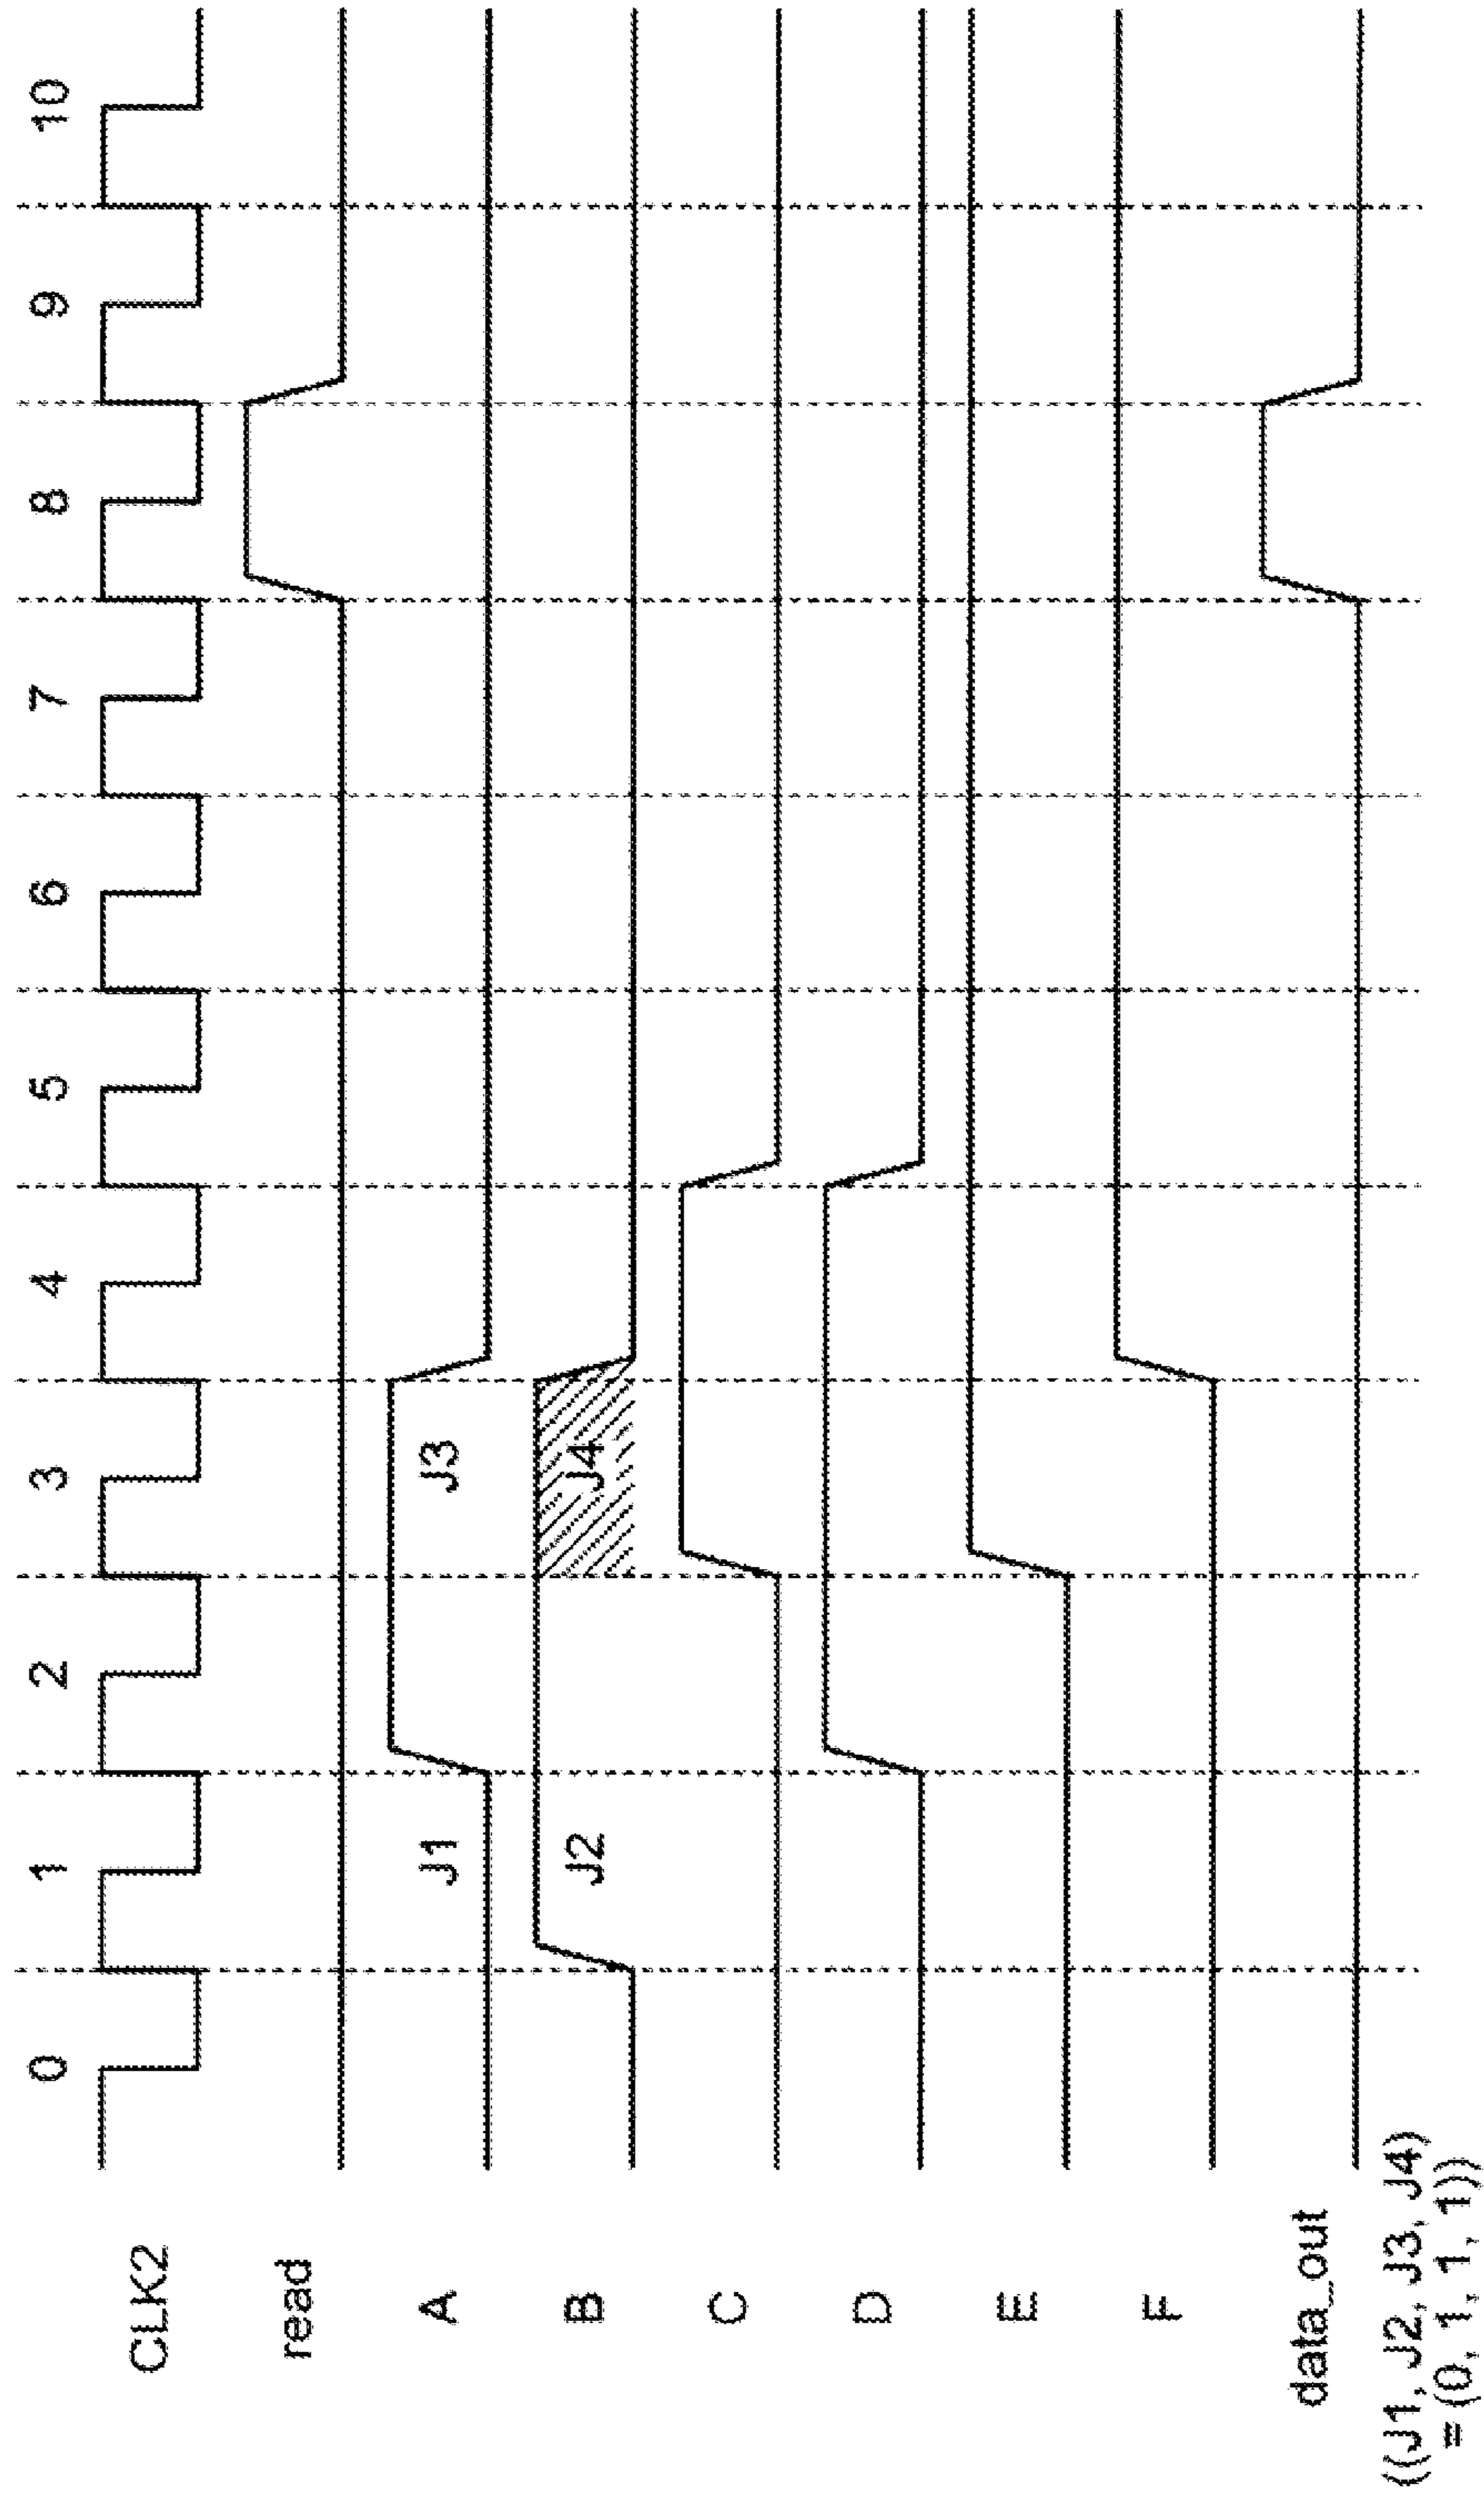 0 1 2 3 4 5 6 7 8 9 10
CLK2
read
A J1 J3
B J2 J4
C
D
E
F
data_out
((J1, J2, J3, J4)
=(0, 1, 1, 1))